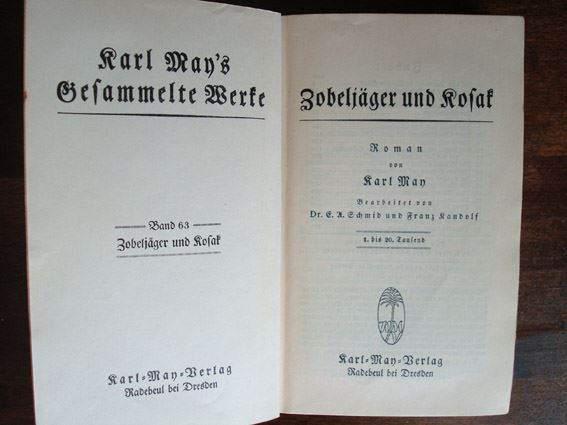 Karl May's
Gesammelte Werke
Band 63
Zobeljäger und Kosak
Karl-May-Verlag
Radebeul bei Dresden
Zobeljäger und Kosak
Roman
von
Karl May
Bearbeitet von
Dr. E. A. Schmid und Franz Kandolf
1. bis 20. Tausend
Karl-May-Verlag
Radebeul bei Dresden